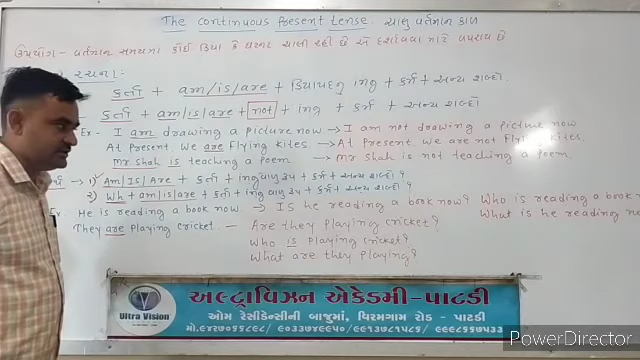 The continuous present tense. ચાલુ વર્તમાન કાળ
ઉપયોગ - વર્તમાન સમયમાં કોઈ ક્રિયા કે ઘટના ચાલી રહી છે એ દર્શાવવા માટે વપરાય છે
રચના:
કર્તા + am/is/are + ક્રિયાપદનું ing + કર્મ + અન્ય શબ્દો.
કર્તા + am/is/are + not + ing + કર્મ + અન્ય શબ્દો
Ex- I am drawing a picture now → I am not drawing a picture now
At present we are flying kites. → At present we are not flying kites.
Mr shah is teaching a poem → Mr shah is not teaching a poem.
1) Am/Is/Are + કર્તા + ing વાળુ રૂપ + કર્મ + અન્ય શબ્દો ?
2) Wh + am/is/are + કર્તા + ing વાળુ રૂપ + કર્મ + અન્ય શબ્દો ?
Ex. He is reading a book now. → Is he reading a book now? Who is reading a book
What is he reading
They are playing cricket. — Are they playing cricket?
Who is playing cricket?
What are they playing?
અલ્ટ્રાવિઝન એકેડમી-પાટડી
ઓમ રેસીડેન્સીની બાજુમાં, વિરમગામ રોડ - પાટડી
Ultra Vision
PowerDirector